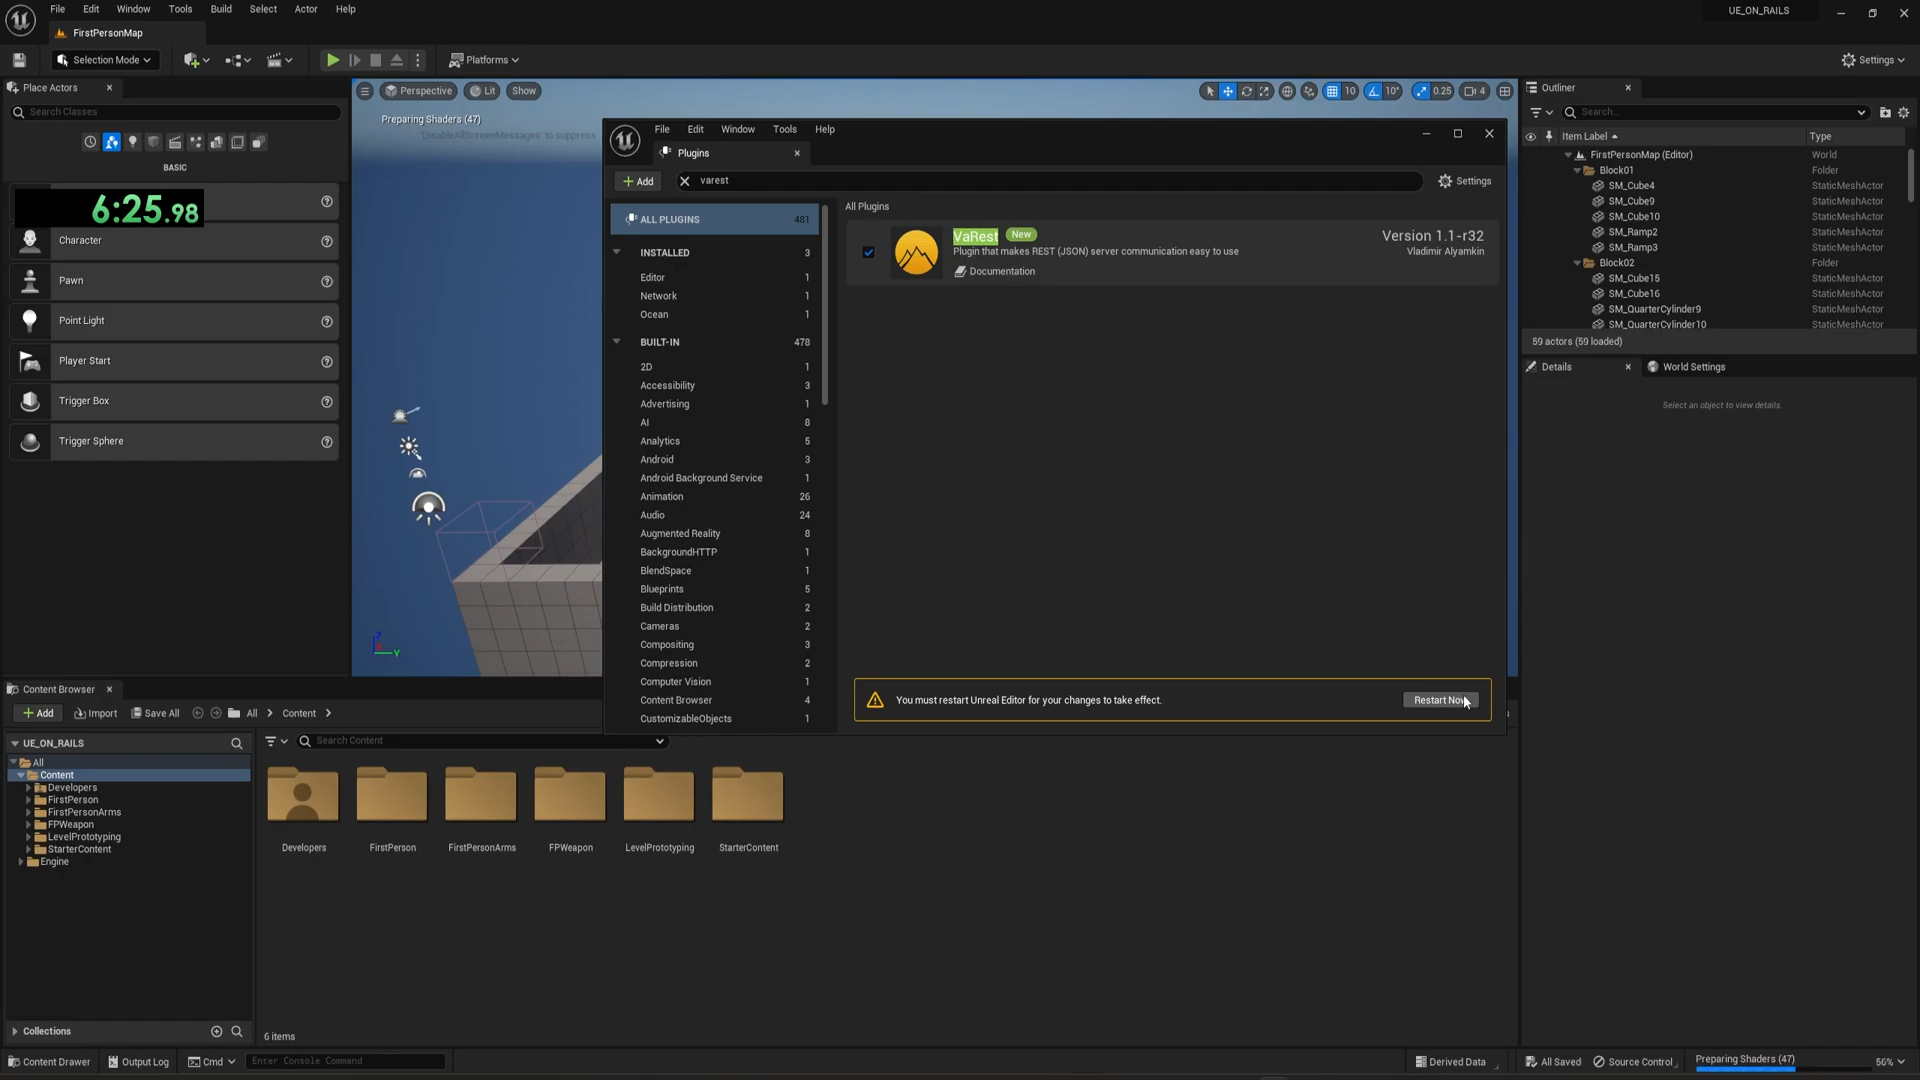 File Edit Window Tools Build Select Actor Help
UE_ON_RAILS
FirstPersonMap
Selection Mode
Platforms
Settings
Place Actors
Search Classes
BASIC
6:25.98
Character
Pawn
Point Light
Player Start
Trigger Box
Trigger Sphere
Perspective
Lit
Show
10
10°
0.25
4
Preparing Shaders (47)
'DisableAllScreenMessages' to suppress
File Edit Window Tools Help
Plugins
Add
varest
Settings
ALL PLUGINS 481
INSTALLED 3
Editor 1
Network 1
Ocean 1
BUILT-IN 478
2D 1
Accessibility 3
Advertising 1
AI 8
Analytics 5
Android 3
Android Background Service 1
Animation 26
Audio 24
Augmented Reality 8
BackgroundHTTP 1
BlendSpace 1
Blueprints 5
Build Distribution 2
Cameras 2
Compositing 3
Compression 2
Computer Vision 1
Content Browser 4
CustomizableObjects 1
All Plugins
VaRest New
Version 1.1-r32
Plugin that makes REST (JSON) server communication easy to use
Vladimir Alyamkin
Documentation
You must restart Unreal Editor for your changes to take effect.
Restart Now
Outliner
Search...
Item Label Type
FirstPersonMap (Editor) World
Block01 Folder
SM_Cube4 StaticMeshActor
SM_Cube9 StaticMeshActor
SM_Cube10 StaticMeshActor
SM_Ramp2 StaticMeshActor
SM_Ramp3 StaticMeshActor
Block02 Folder
SM_Cube15 StaticMeshActor
SM_Cube16 StaticMeshActor
SM_QuarterCylinder9 StaticMeshActor
SM_QuarterCylinder10 StaticMeshActor
59 actors (59 loaded)
Details
World Settings
Select an object to view details.
Z
Y
Content Browser
Add
Import
Save All
All
Content
UE_ON_RAILS
Search Content
All
Content
Developers
FirstPerson
FirstPersonArms
FPWeapon
LevelPrototyping
StarterContent
Engine
Developers
FirstPerson
FirstPersonArms
FPWeapon
LevelPrototyping
StarterContent
Collections
6 items
Content Drawer
Output Log
Cmd
Enter Console Command
Derived Data
All Saved
Source Control
Preparing Shaders (47)
56%